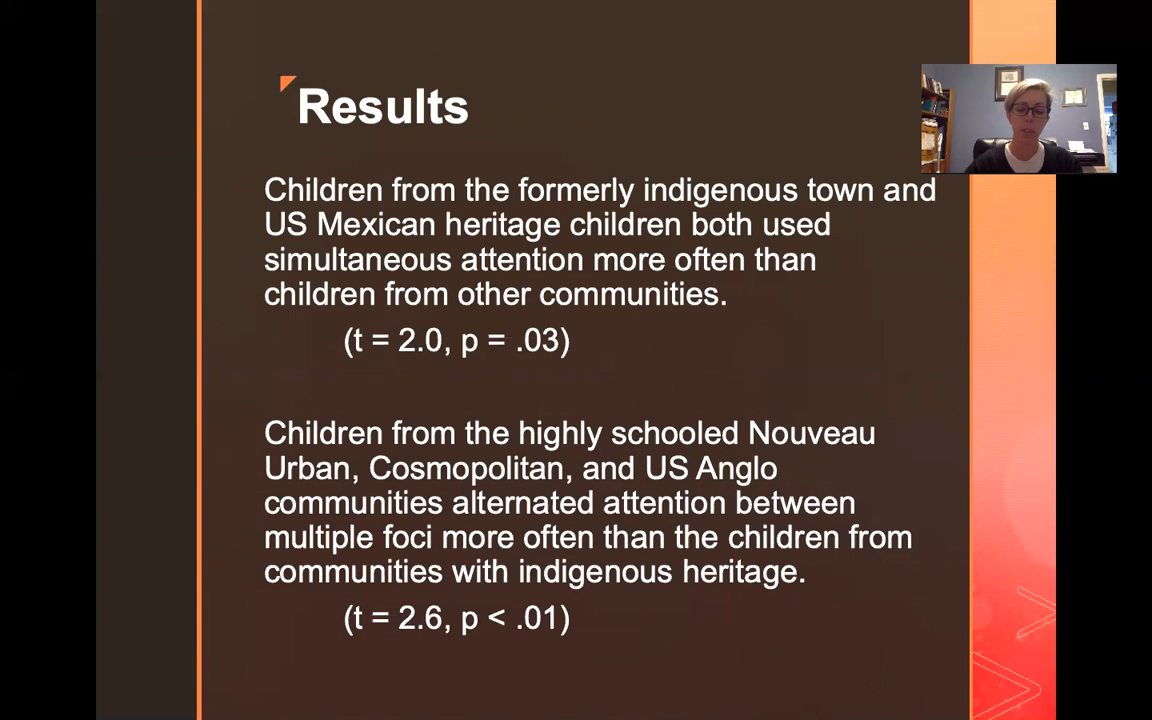 Results
Children from the formerly indigenous town and
US Mexican heritage children both used
simultaneous attention more often than
children from other communities.
(t = 2.0, p = .03)
Children from the highly schooled Nouveau
Urban, Cosmopolitan, and US Anglo
communities alternated attention between
multiple foci more often than the children from
communities with indigenous heritage.
(t = 2.6, p < .01)